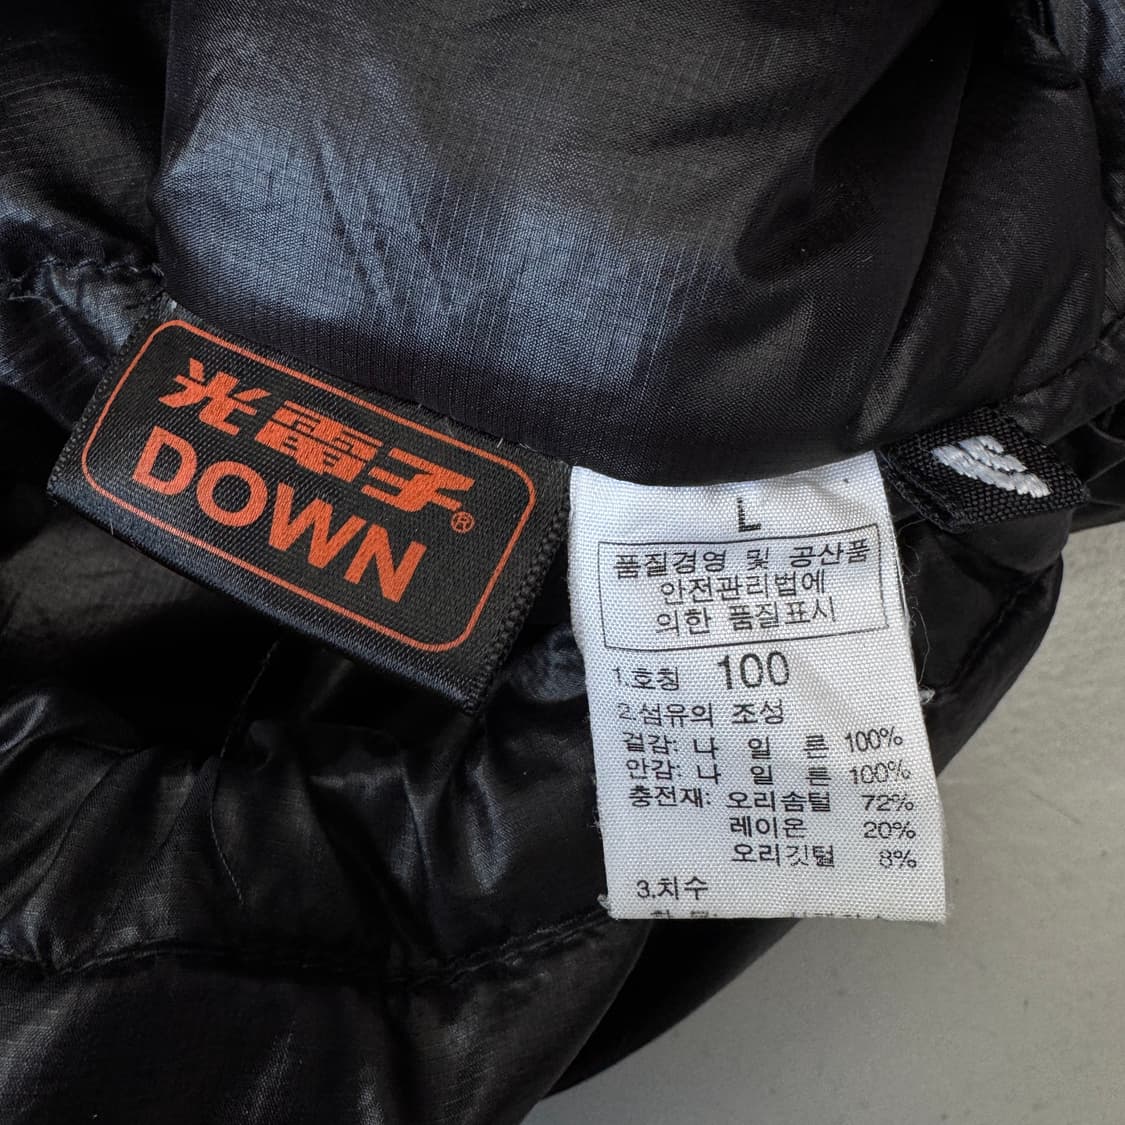 光電子®
DOWN
L
품질경영 및 공산품
안전관리법에
의한 품질표시
1.호칭 100
2.섬유의 조성
겉감: 나 일 론 100%
안감: 나 일 론 100%
충전재: 오리솜털 72%
레이온 20%
오리깃털 8%
3.치수